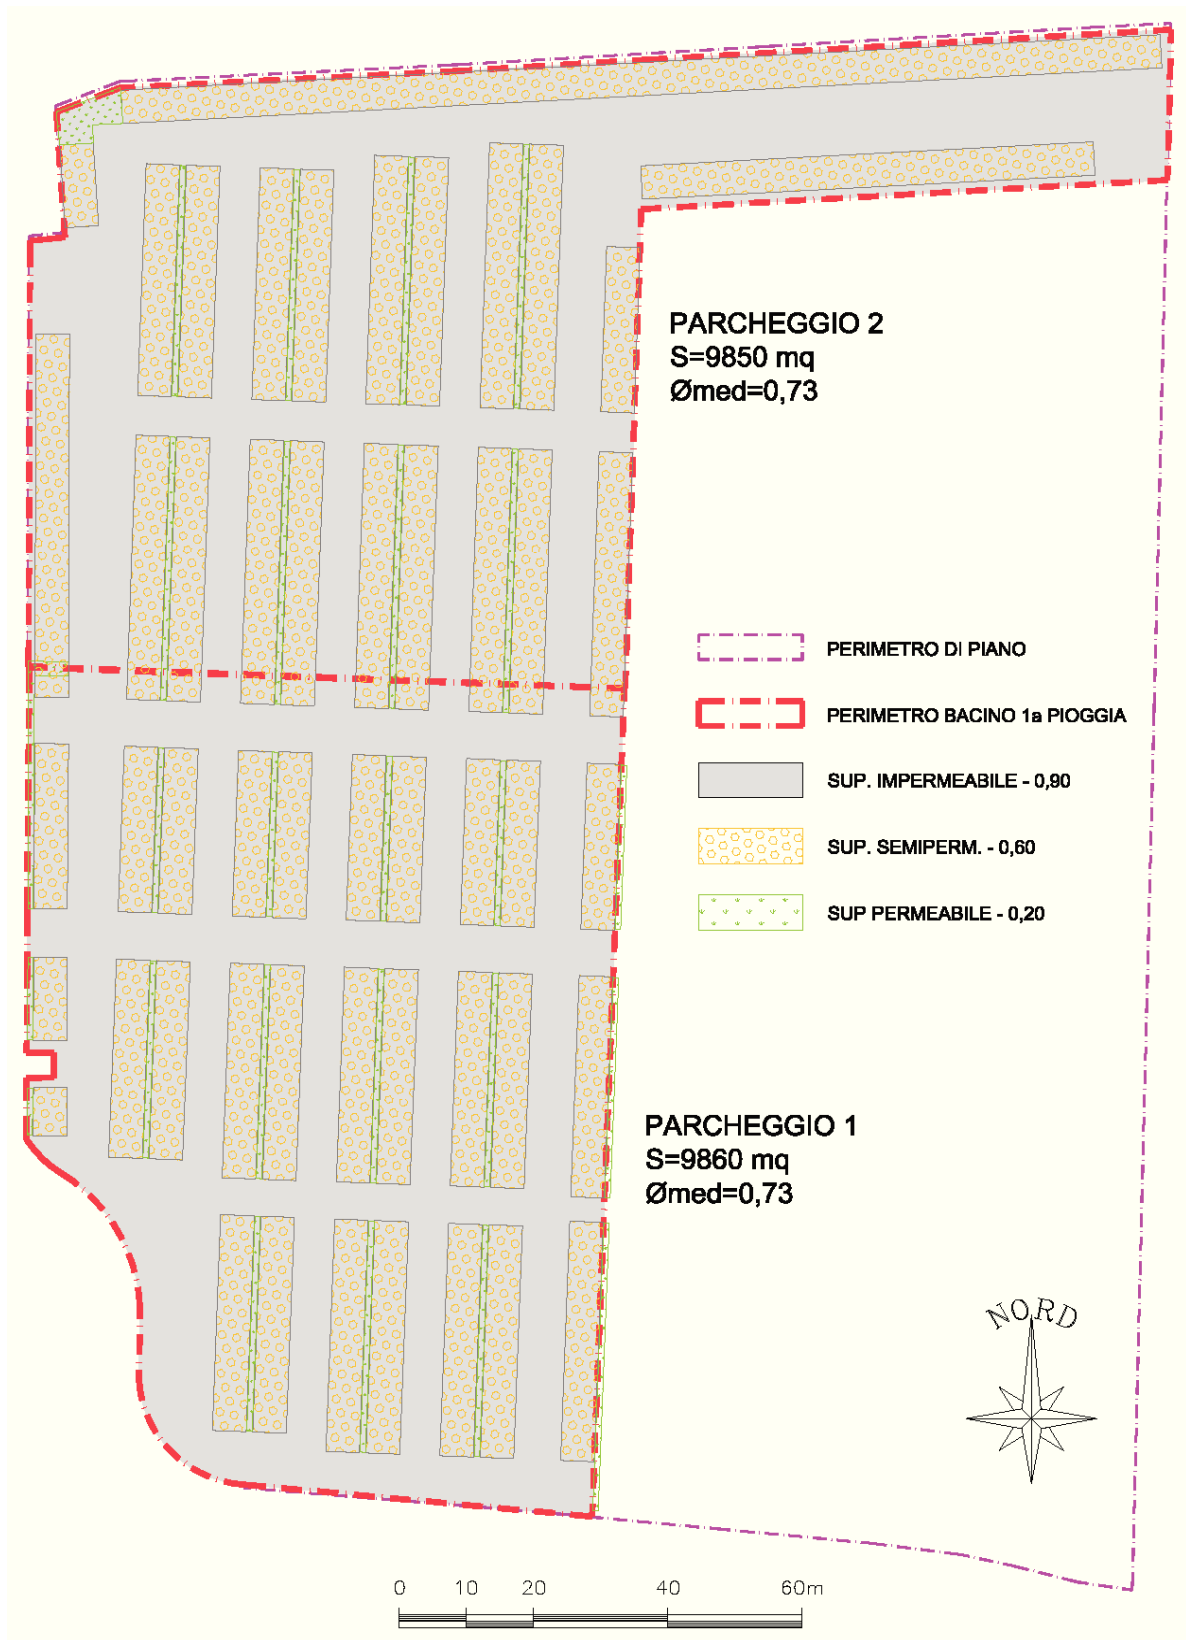 PARCHEGGIO 2
S=9850 mq
Ømed=0,73
PERIMETRO DI PIANO
PERIMETRO BACINO 1a PIOGGIA
SUP. IMPERMEABILE - 0,90
SUP. SEMIPERM. - 0,60
SUP PERMEABILE - 0,20
PARCHEGGIO 1
S=9860 mq
Ømed=0,73
NORD
0 10 20 40 60m